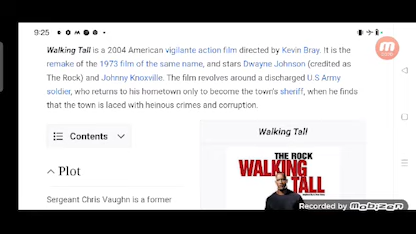 9:25
Walking Tall is a 2004 American vigilante action film directed by Kevin Bray. It is the
remake of the 1973 film of the same name, and stars Dwayne Johnson (credited as
The Rock) and Johnny Knoxville. The film revolves around a discharged U.S Army
soldier, who returns to his hometown only to become the town's sheriff, when he finds
that the town is laced with heinous crimes and corruption.
Contents
Walking Tall
Plot
THE ROCK
WALKING
TALL
Sergeant Chris Vaughn is a former
Recorded by mobizen